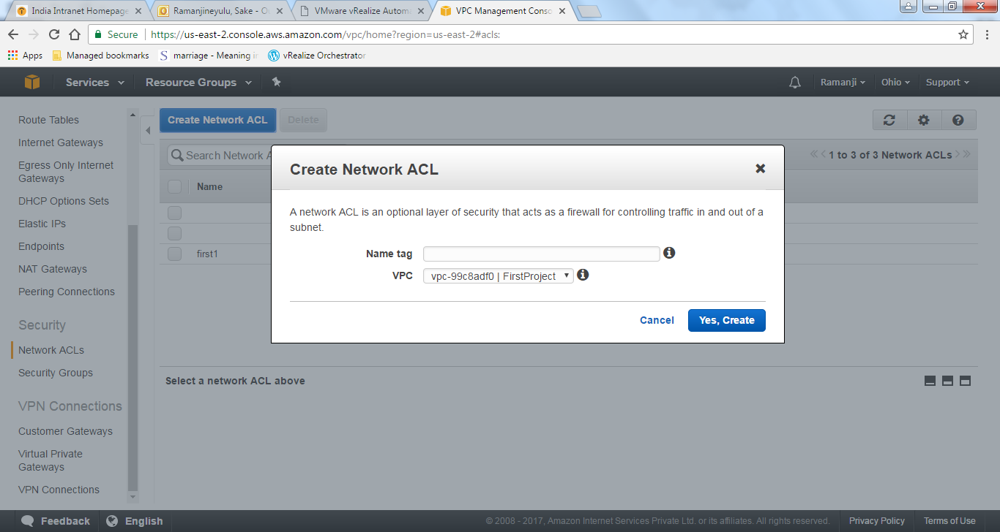 India Intranet Homepage
Ramanjineyulu, Sake - Ou
VMware vRealize Automa
VPC Management Conso
Secure
https://us-east-2.console.aws.amazon.com/vpc/home?region=us-east-2#acls:
Apps
Managed bookmarks
S marriage - Meaning in
vRealize Orchestrator
Services
Resource Groups
Ramanji
Ohio
Support
Route Tables
Internet Gateways
Egress Only Internet
Gateways
DHCP Options Sets
Elastic IPs
Endpoints
NAT Gateways
Peering Connections
Security
Network ACLs
Security Groups
VPN Connections
Customer Gateways
Virtual Private
Gateways
VPN Connections
Create Network ACL
Delete
Search Network A
1 to 3 of 3 Network ACLs
Name
first1
Create Network ACL
A network ACL is an optional layer of security that acts as a firewall for controlling traffic in and out of a
subnet.
Name tag
VPC
vpc-99c8adf0 | FirstProject
Cancel
Yes, Create
Select a network ACL above
Feedback
English
© 2008 - 2017, Amazon Internet Services Private Ltd. or its affiliates. All rights reserved.
Privacy Policy
Terms of Use